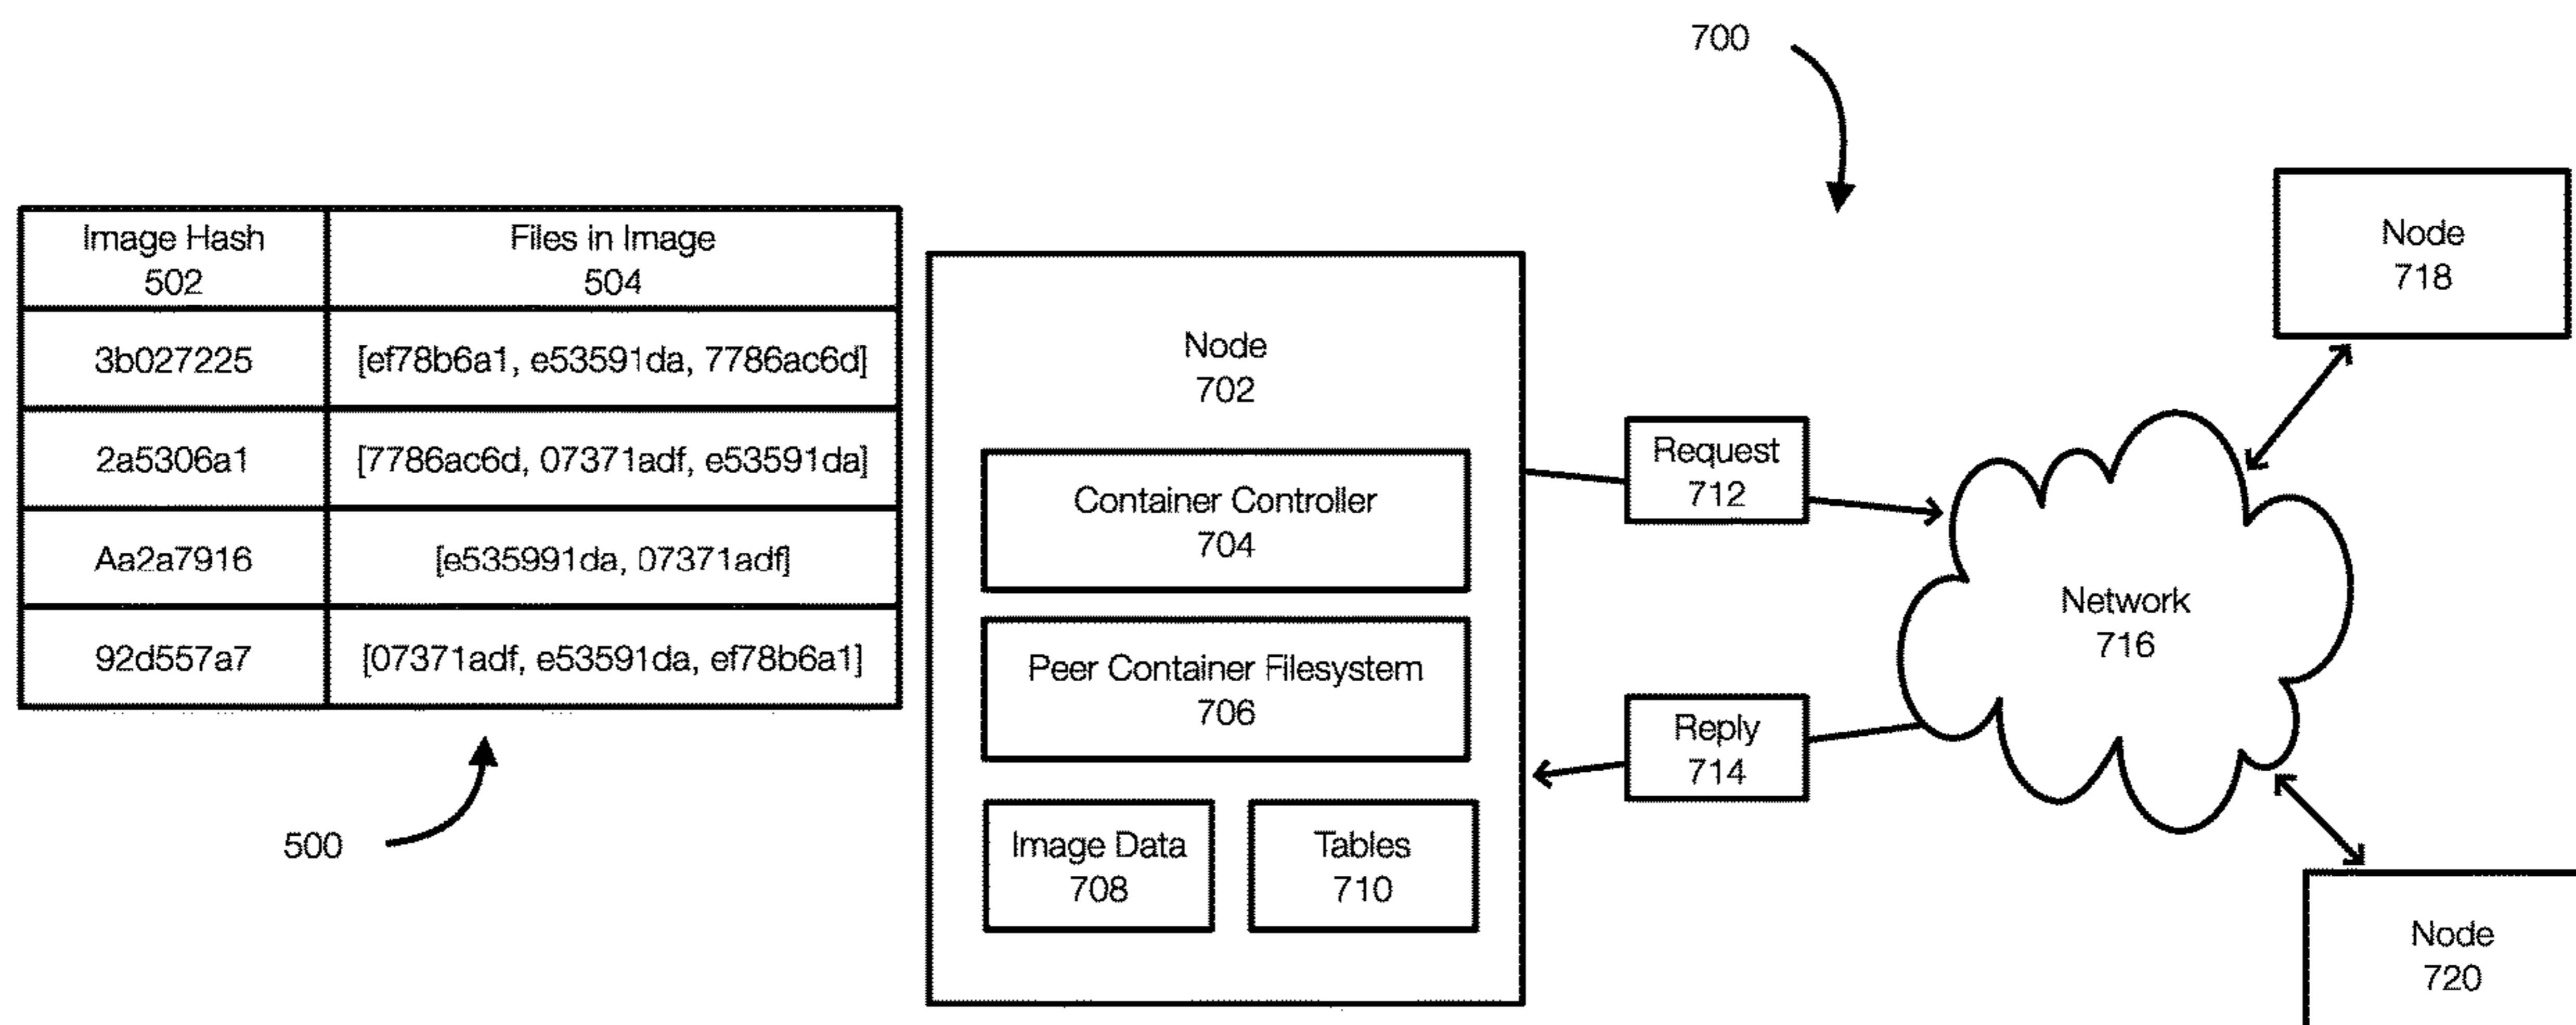 Image Hash
502
Files in Image
504
3b027225
[ef78b6a1, e53591da, 7786ac6d]
2a5306a1
[7786ac6d, 07371adf, e53591da]
Aa2a7916
[e535991da, 07371adf]
92d557a7
[07371adf, e53591da, ef78b6a1]
500
700
Node
702
Container Controller
704
Peer Container Filesystem
706
Image Data
708
Tables
710
Request
712
Reply
714
Network
716
Node
718
Node
720